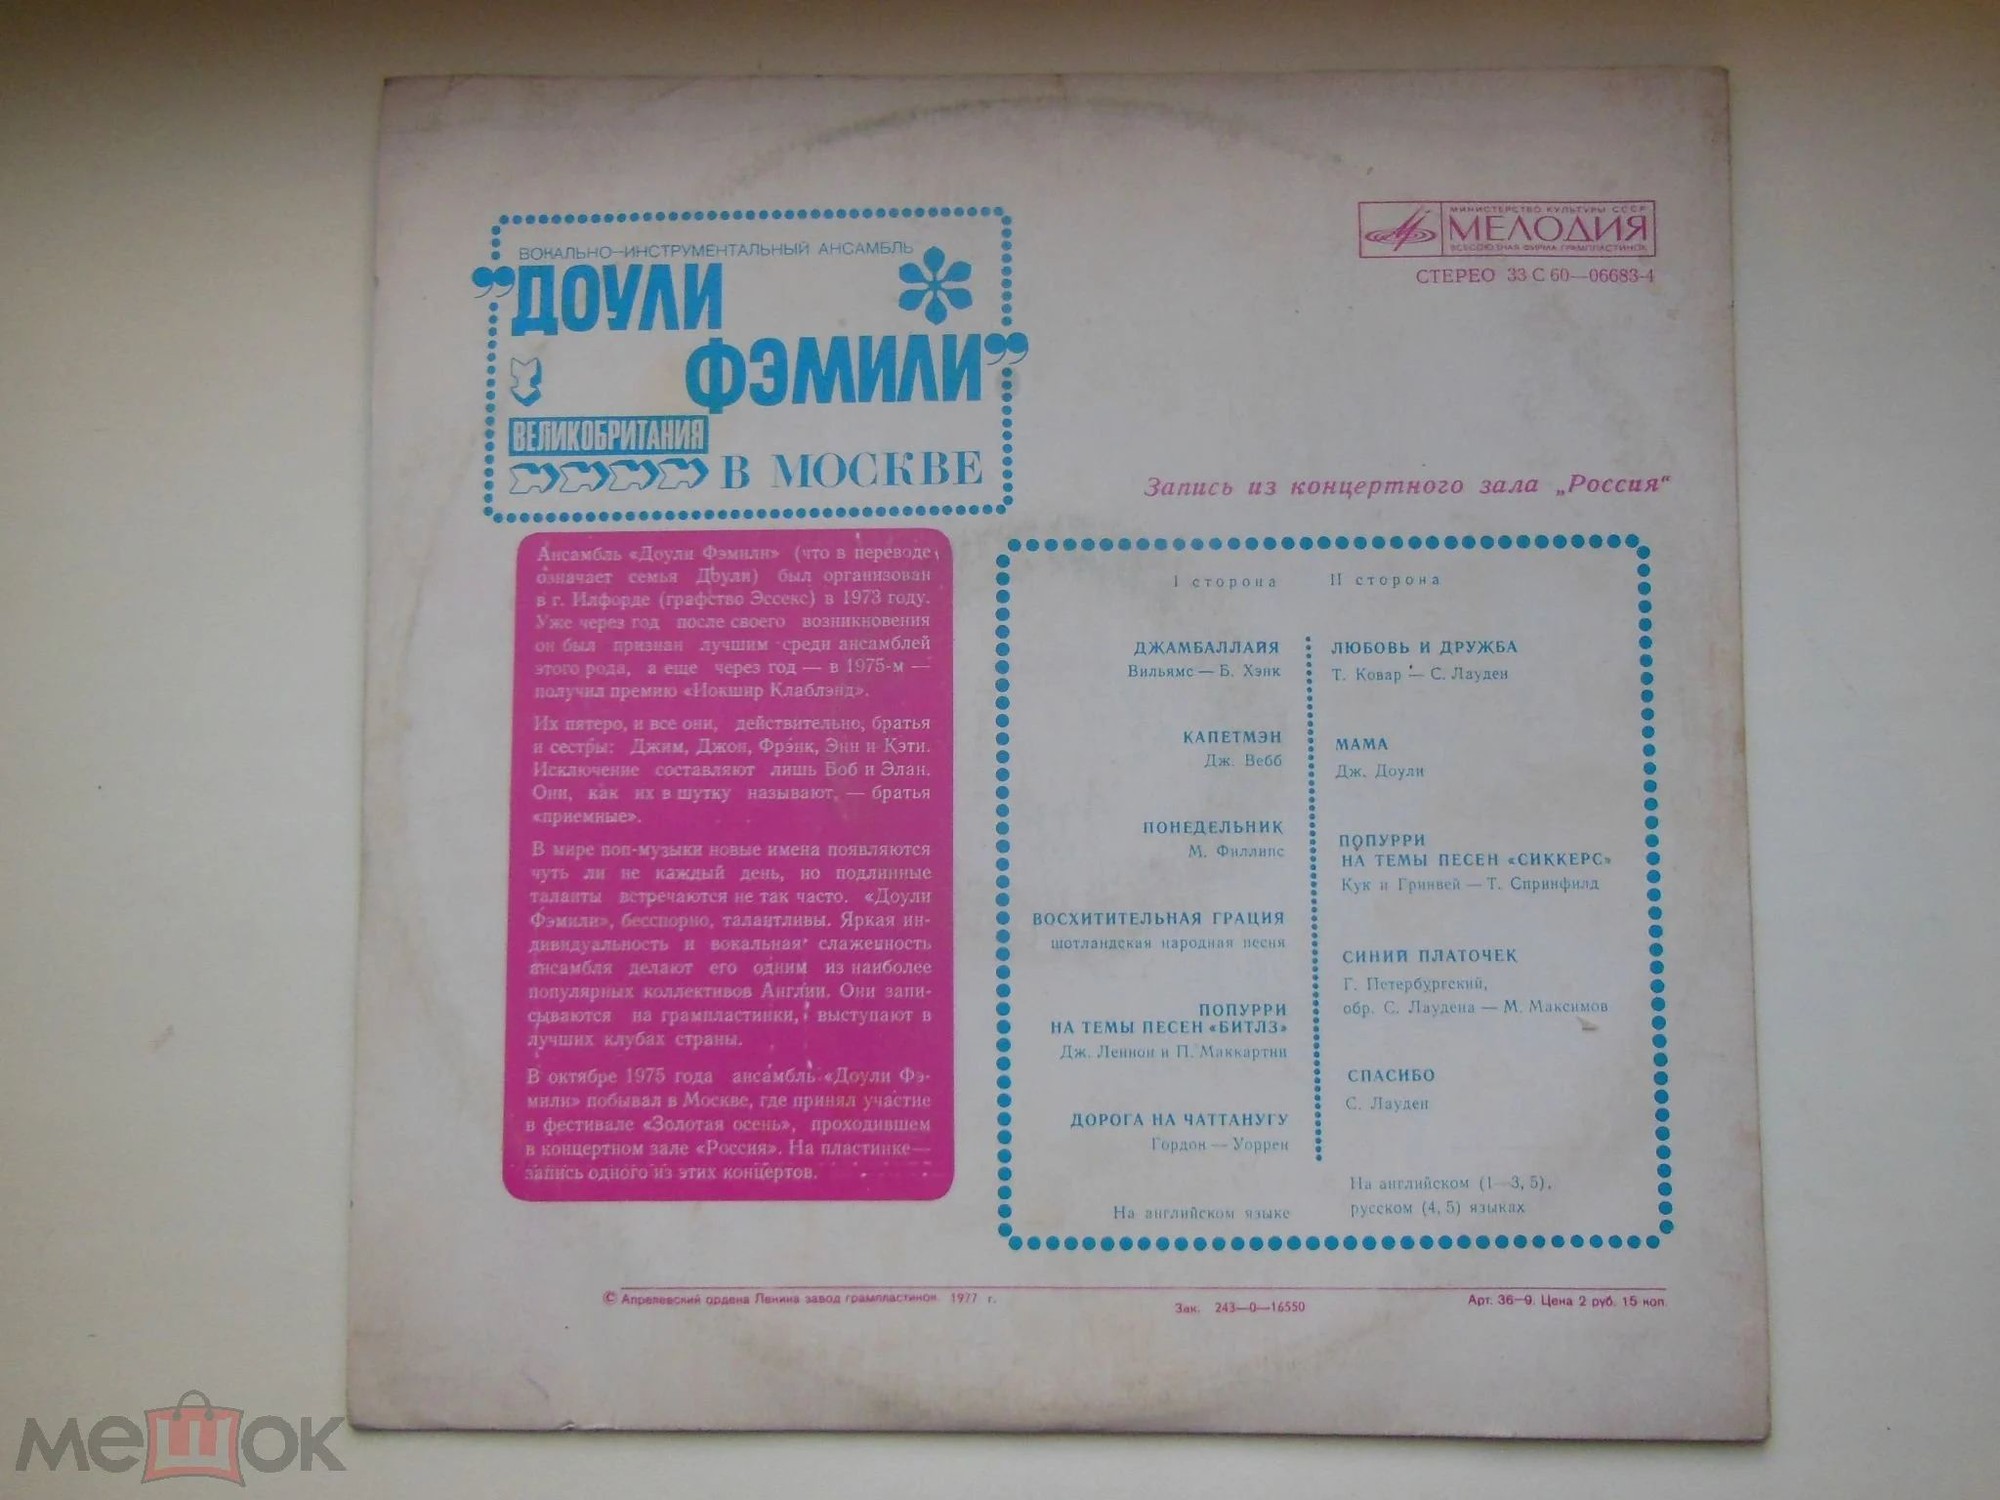 ВОКАЛЬНО-ИНСТРУМЕНТАЛЬНЫЙ АНСАМБЛЬ
"ДОУЛИ
ФЭМИЛИ"
ВЕЛИКОБРИТАНИЯ
В МОСКВЕ
МИНИСТЕРСТВО КУЛЬТУРЫ СССР
МЕЛОДИЯ
ВСЕСОЮЗНАЯ ФИРМА ГРАМПЛАСТИНОК
СТЕРЕО 33 С 60—06683-4
Запись из концертного зала „Россия“
Ансамбль «Доули Фэмили» (что в переводе
означает семья Доули) был организован
в г. Илфорде (графство Эссекс) в 1973 году.
Уже через год после своего возникновения
он был признан лучшим среди ансамблей
этого рода, а еще через год — в 1975-м —
получил премию «Йокшир Клаблэнд».
Их пятеро, и все они, действительно, братья
и сестры: Джим, Джон, Фрэнк, Энн и Кэти.
Исключение составляют лишь Боб и Элан.
Они, как их в шутку называют, — братья
«приемные».
В мире поп-музыки новые имена появляются
чуть ли не каждый день, но подлинные
таланты встречаются не так часто. «Доули
Фэмили», бесспорно, талантливы. Яркая ин-
дивидуальность и вокальная слаженность
ансамбля делают его одним из наиболее
популярных коллективов Англии. Они запи-
сываются на грампластинки, выступают в
лучших клубах страны.
В октябре 1975 года ансамбль «Доули Фэ-
мили» побывал в Москве, где принял участие
в фестивале «Золотая осень», проходившем
в концертном зале «Россия». На пластинке—
запись одного из этих концертов.
I сторона
ДЖАМБАЛЛАЙЯ
Вильямс — Б. Хэнк
КАПЕТМЭН
Дж. Вебб
ПОНЕДЕЛЬНИК
М. Филлипс
ВОСХИТИТЕЛЬНАЯ ГРАЦИЯ
шотландская народная песня
ПОПУРРИ
НА ТЕМЫ ПЕСЕН «БИТЛЗ»
Дж. Леннон и П. Маккартни
ДОРОГА НА ЧАТТАНУГУ
Гордон — Уоррен
На английском языке
II сторона
ЛЮБОВЬ И ДРУЖБА
Т. Ковар — С. Лауден
МАМА
Дж. Доули
ПОПУРРИ
НА ТЕМЫ ПЕСЕН «СИККЕРС»
Кук и Гринвей — Т. Спринфилд
СИНИЙ ПЛАТОЧЕК
Г. Петербургский,
обр. С. Лаудена — М. Максимов
СПАСИБО
С. Лауден
На английском (1—3, 5),
русском (4, 5) языках
© Апрелевский ордена Ленина завод грампластинок 1977 г.
Зак. 243—0—16550
Арт. 36—9. Цена 2 руб. 15 коп.
мешок